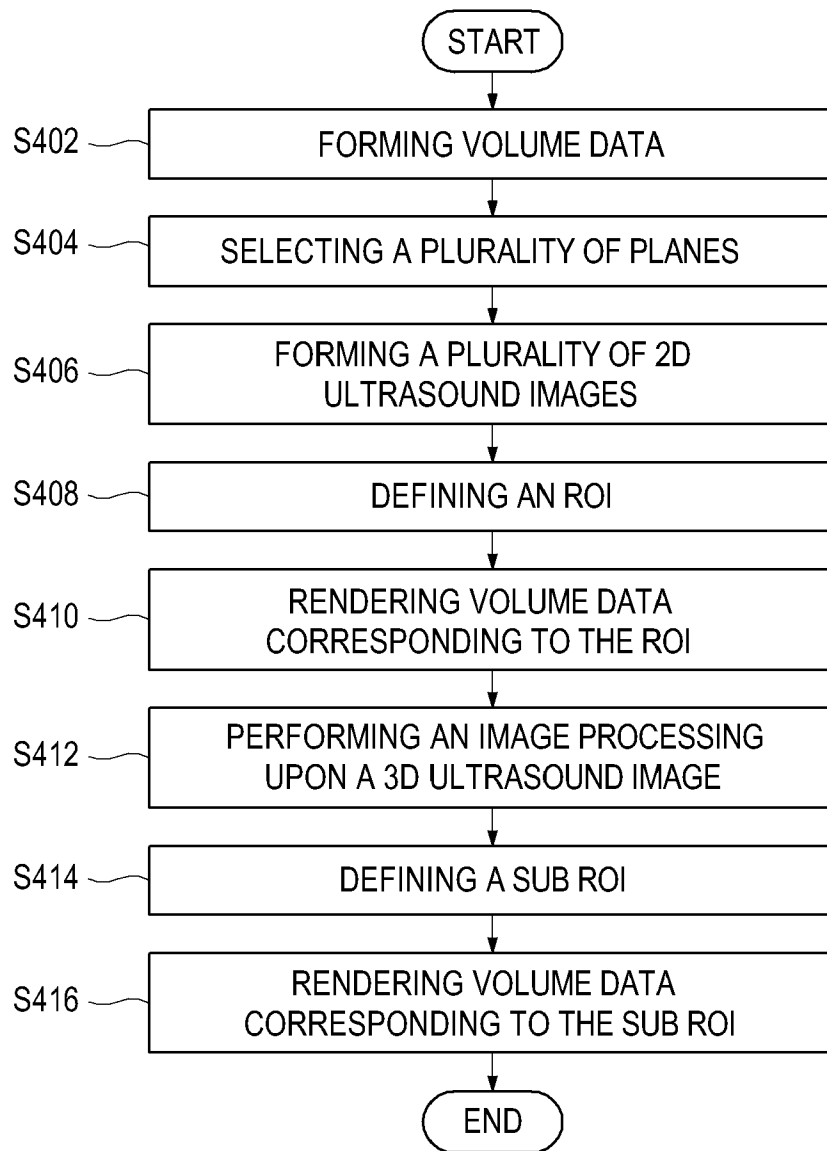 START
S402
FORMING VOLUME DATA
S404
SELECTING A PLURALITY OF PLANES
S406
FORMING A PLURALITY OF 2D
ULTRASOUND IMAGES
S408
DEFINING AN ROI
S410
RENDERING VOLUME DATA
CORRESPONDING TO THE ROI
S412
PERFORMING AN IMAGE PROCESSING
UPON A 3D ULTRASOUND IMAGE
S414
DEFINING A SUB ROI
S416
RENDERING VOLUME DATA
CORRESPONDING TO THE SUB ROI
END